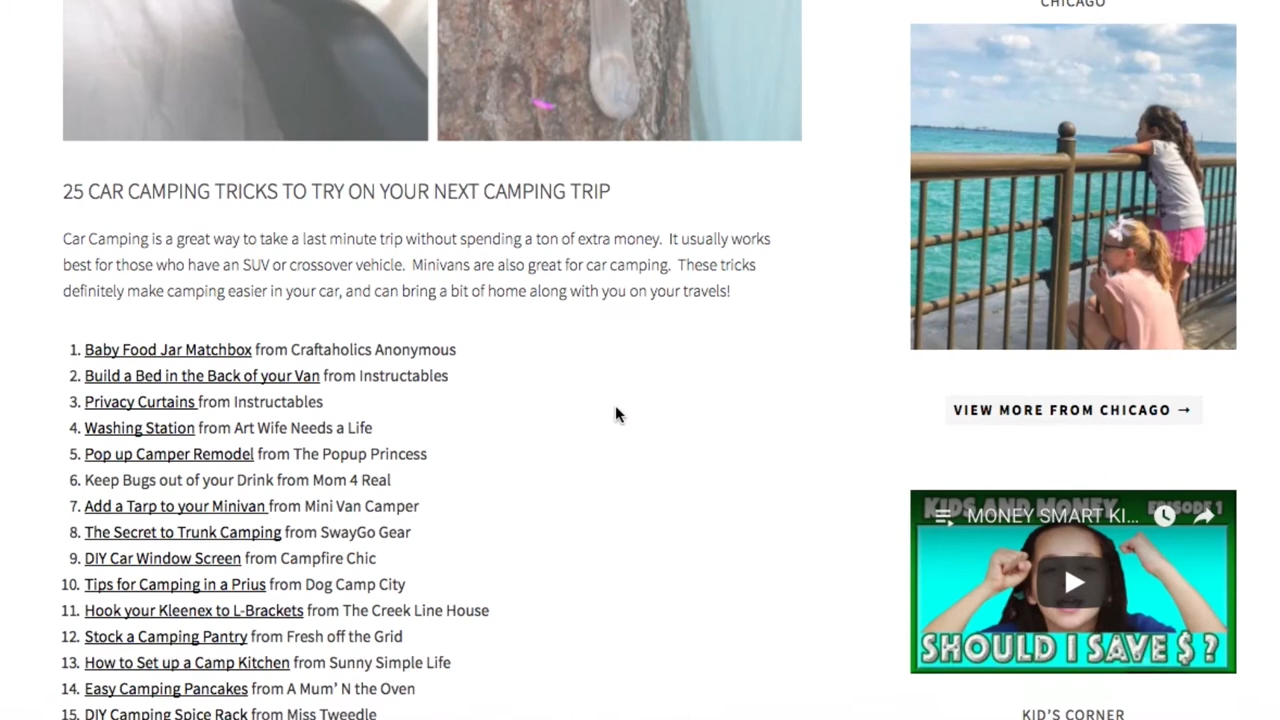 CHICAGO
25 CAR CAMPING TRICKS TO TRY ON YOUR NEXT CAMPING TRIP
Car Camping is a great way to take a last minute trip without spending a ton of extra money.  It usually works
best for those who have an SUV or crossover vehicle.  Minivans are also great for car camping.  These tricks
definitely make camping easier in your car, and can bring a bit of home along with you on your travels!
1. Baby Food Jar Matchbox from Craftaholics Anonymous
2. Build a Bed in the Back of your Van from Instructables
3. Privacy Curtains from Instructables
4. Washing Station from Art Wife Needs a Life
5. Pop up Camper Remodel from The Popup Princess
6. Keep Bugs out of your Drink from Mom 4 Real
7. Add a Tarp to your Minivan from Mini Van Camper
8. The Secret to Trunk Camping from SwayGo Gear
9. DIY Car Window Screen from Campfire Chic
10. Tips for Camping in a Prius from Dog Camp City
11. Hook your Kleenex to L-Brackets from The Creek Line House
12. Stock a Camping Pantry from Fresh off the Grid
13. How to Set up a Camp Kitchen from Sunny Simple Life
14. Easy Camping Pancakes from A Mum' N the Oven
15. DIY Camping Spice Rack from Miss Tweedle
VIEW MORE FROM CHICAGO →
KIDS AND MONEY EPISODE 1
MONEY SMART KI...
SHOULD I SAVE $ ?
KID'S CORNER